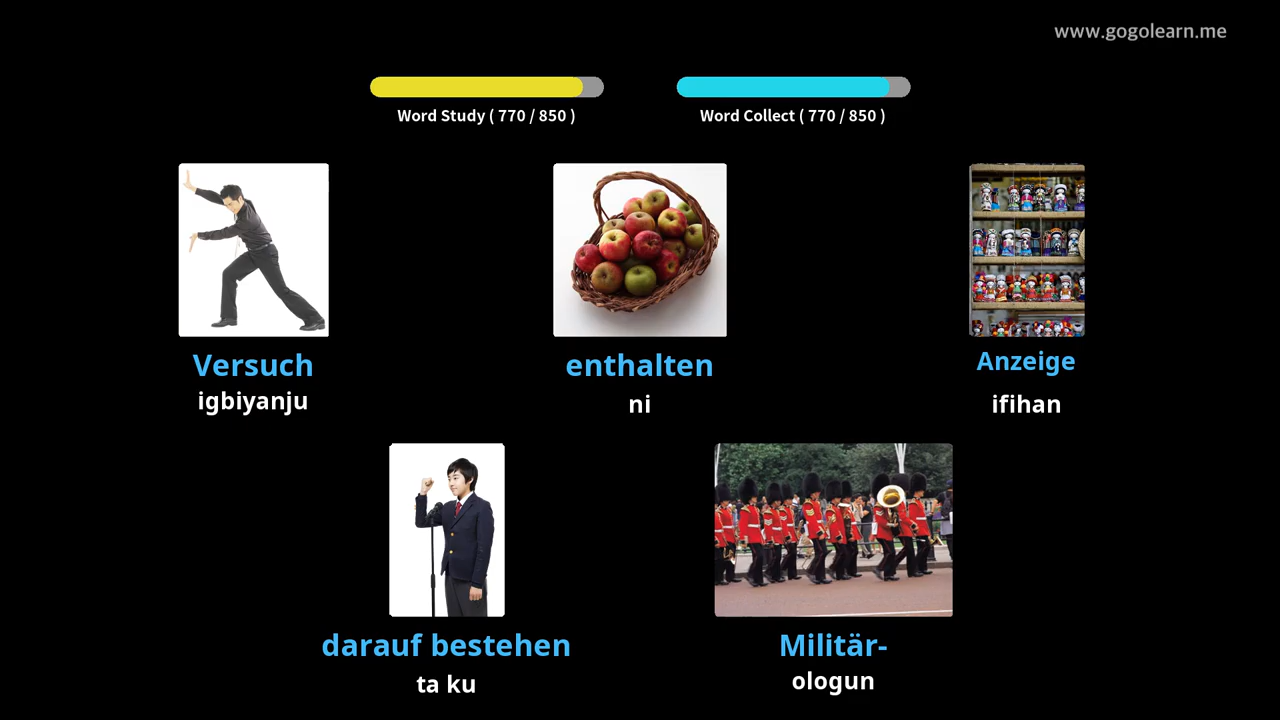 www.gogolearn.me
Word Study ( 770 / 850 )
Word Collect ( 770 / 850 )
Versuch
igbiyanju
enthalten
ni
Anzeige
ifihan
darauf bestehen
ta ku
Militär-
ologun